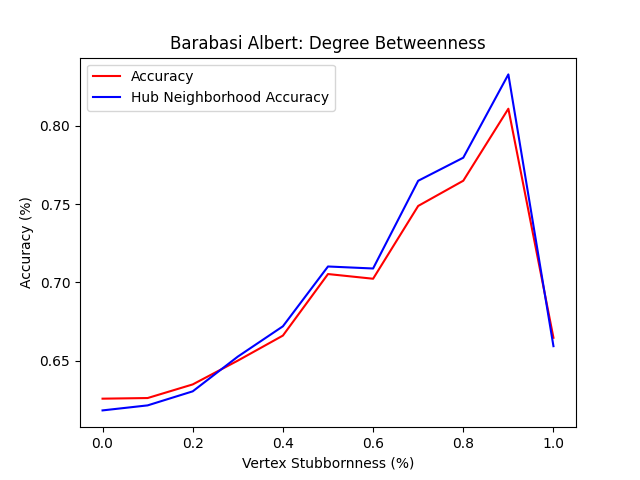 Barabasi Albert: Degree Betweenness
Accuracy
Hub Neighborhood Accuracy
0.80
0.75
0.70
0.65
Accuracy (%)
0.0 0.2 0.4 0.6 0.8 1.0
Vertex Stubbornness (%)